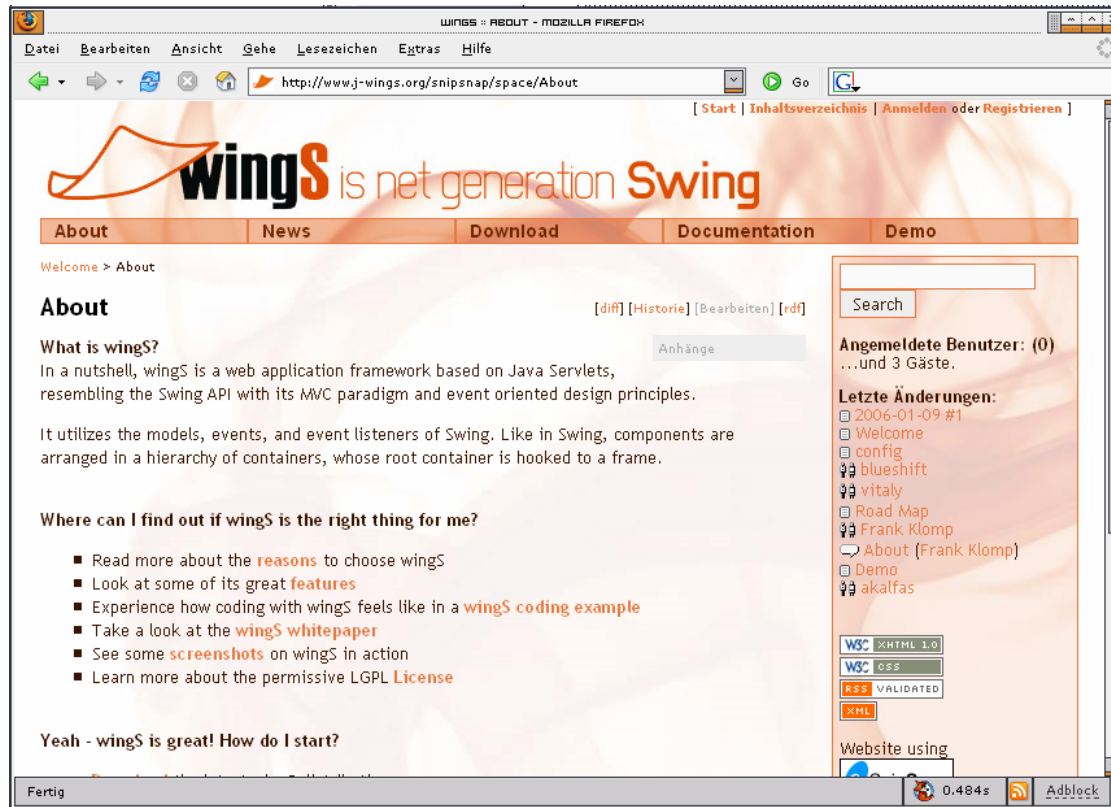 WINGS :: ABOUT - MOZILLA FIREFOX
Datei Bearbeiten Ansicht Gehe Lesezeichen Extras Hilfe
http://www.j-wings.org/snipsnap/space/About Go G
[ Start | Inhaltsverzeichnis | Anmelden oder Registrieren ]
wingS is net generation Swing
About News Download Documentation Demo
Welcome > About
About
[diff] [Historie] [Bearbeiten] [rdf]
Anhänge
What is wingS?
In a nutshell, wingS is a web application framework based on Java Servlets,
resembling the Swing API with its MVC paradigm and event oriented design principles.
It utilizes the models, events, and event listeners of Swing. Like in Swing, components are
arranged in a hierarchy of containers, whose root container is hooked to a frame.
Where can I find out if wingS is the right thing for me?
Read more about the reasons to choose wingS
Look at some of its great features
Experience how coding with wingS feels like in a wingS coding example
Take a look at the wingS whitepaper
See some screenshots on wingS in action
Learn more about the permissive LGPL License
Yeah - wingS is great! How do I start?
Search
Angemeldete Benutzer: (0)
...und 3 Gäste.
Letzte Änderungen:
2006-01-09 #1
Welcome
config
blueshift
vitaly
Road Map
Frank Klomp
About (Frank Klomp)
Demo
akalfas
W3C XHTML 1.0
W3C CSS
RSS VALIDATED
XML
Website using
Fertig 0.484s Adblock